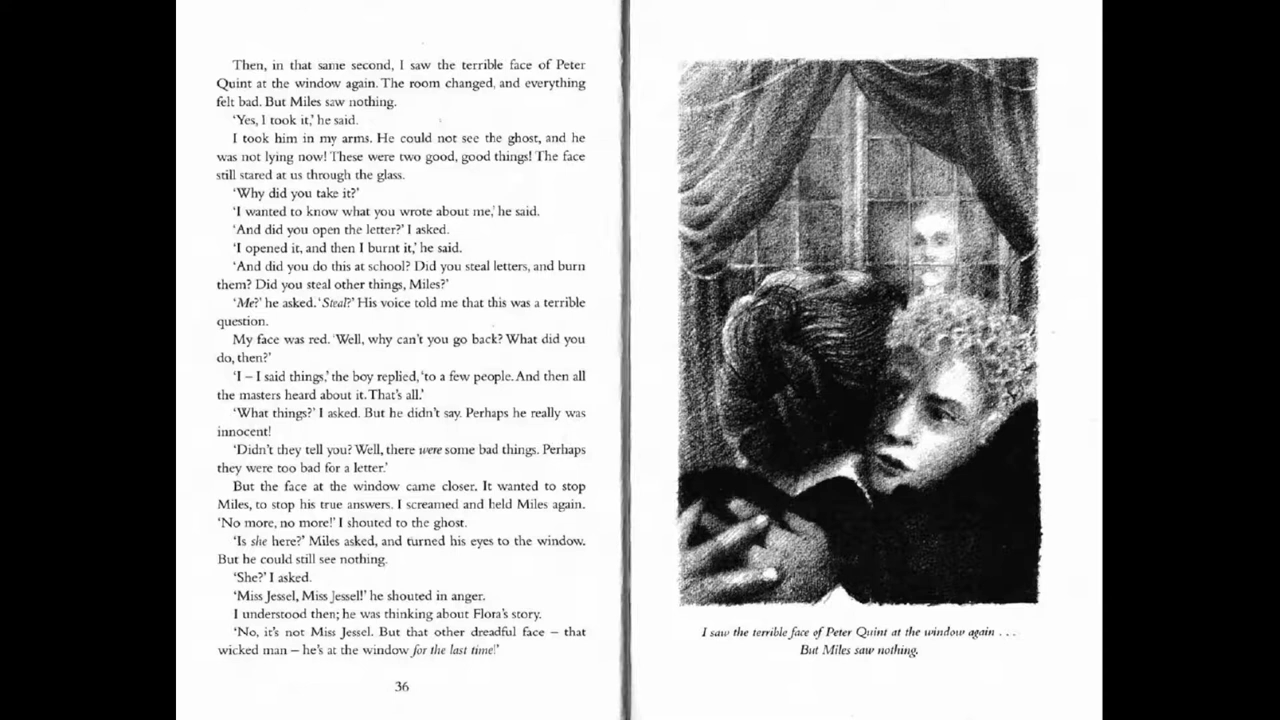 Then, in that same second, I saw the terrible face of Peter
Quint at the window again. The room changed, and everything
felt bad. But Miles saw nothing.
‘Yes, I took it,’ he said.
I took him in my arms. He could not see the ghost, and he
was not lying now! These were two good, good things! The face
still stared at us through the glass.
‘Why did you take it?’
‘I wanted to know what you wrote about me,’ he said.
‘And did you open the letter?’ I asked.
‘I opened it, and then I burnt it,’ he said.
‘And did you do this at school? Did you steal letters, and burn
them? Did you steal other things, Miles?’
‘Me?’ he asked. ‘Steal?’ His voice told me that this was a terrible
question.
My face was red. ‘Well, why can’t you go back? What did you
do, then?’
‘I – I said things,’ the boy replied, ‘to a few people. And then all
the masters heard about it. That’s all.’
‘What things?’ I asked. But he didn’t say. Perhaps he really was
innocent!
‘Didn’t they tell you? Well, there were some bad things. Perhaps
they were too bad for a letter.’
But the face at the window came closer. It wanted to stop
Miles, to stop his true answers. I screamed and held Miles again.
‘No more, no more!’ I shouted to the ghost.
‘Is she here?’ Miles asked, and turned his eyes to the window.
But he could still see nothing.
‘She?’ I asked.
‘Miss Jessel, Miss Jessel!’ he shouted in anger.
I understood then; he was thinking about Flora’s story.
‘No, it’s not Miss Jessel. But that other dreadful face – that
wicked man – he’s at the window for the last time!’
36
I saw the terrible face of Peter Quint at the window again . . .
But Miles saw nothing.